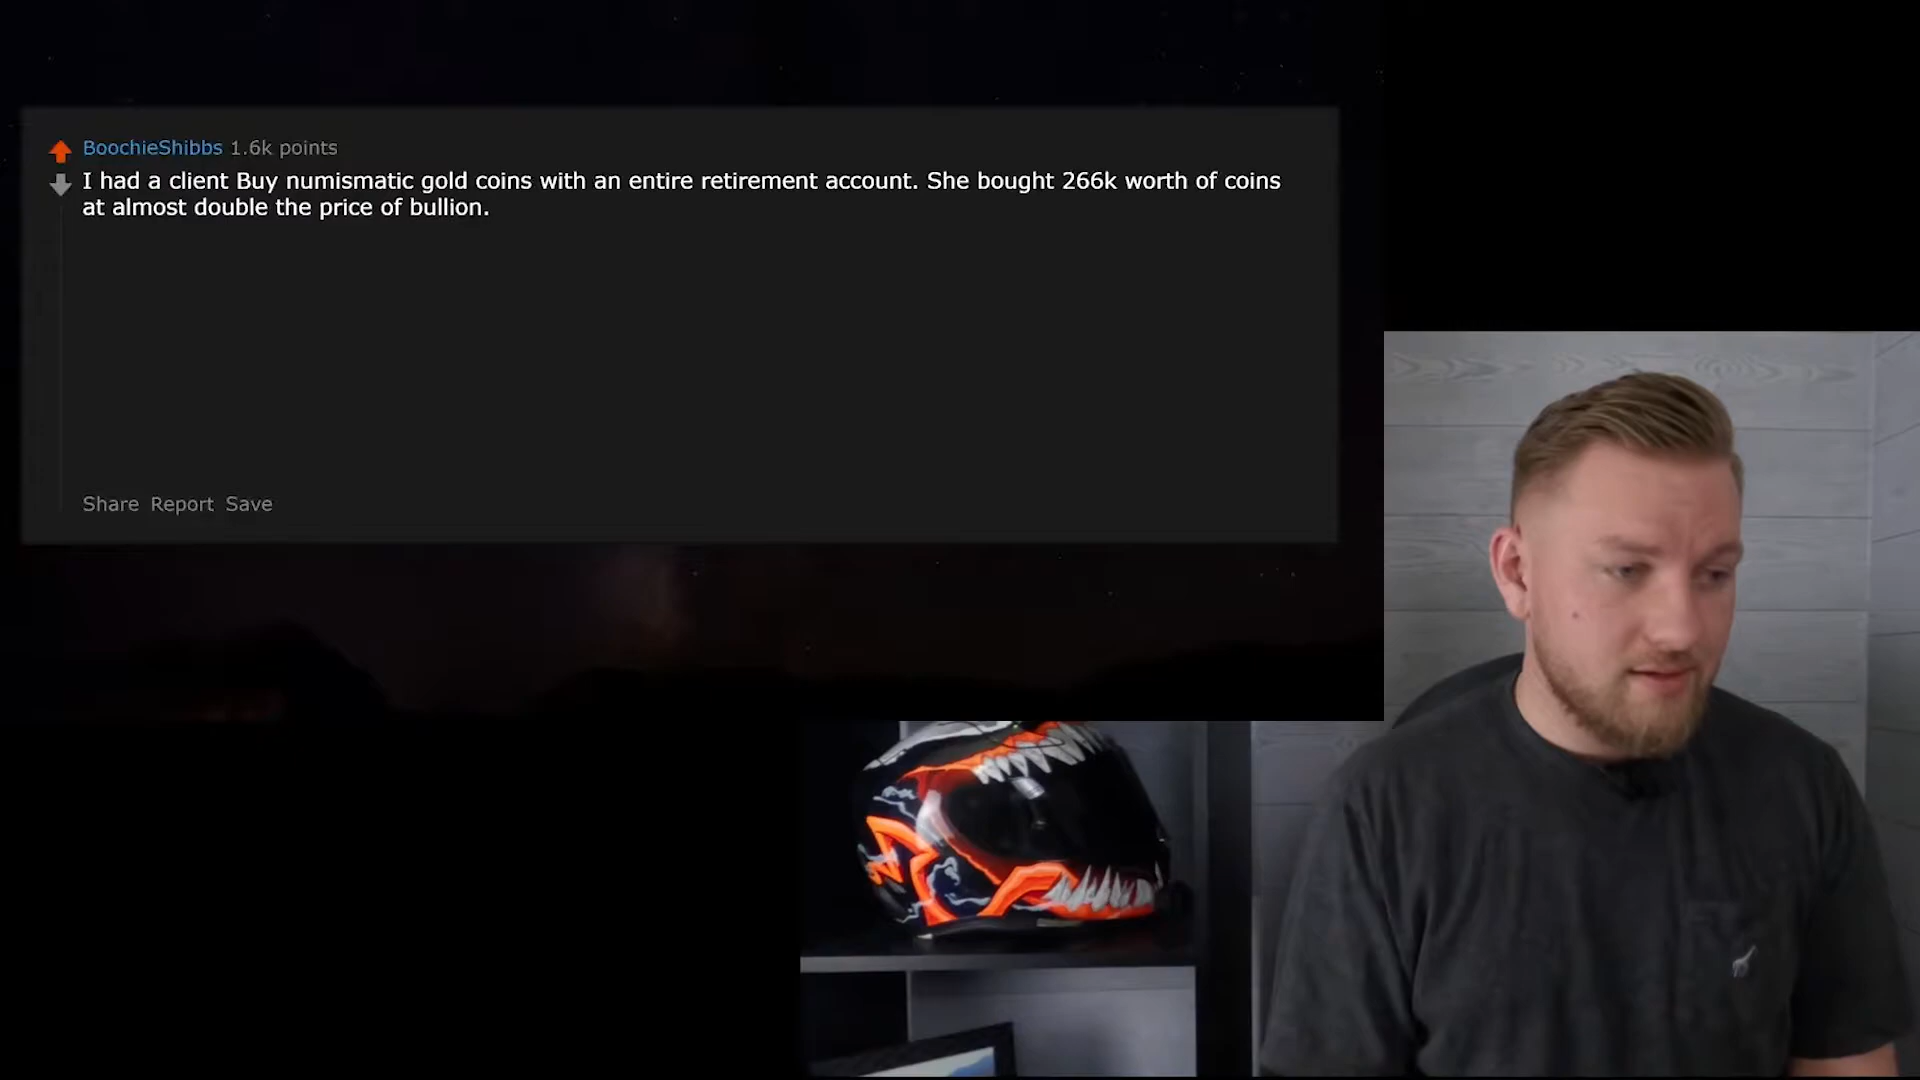 BoochieShibbs 1.6k points
I had a client Buy numismatic gold coins with an entire retirement account. She bought 266k worth of coins
at almost double the price of bullion.
Share Report Save